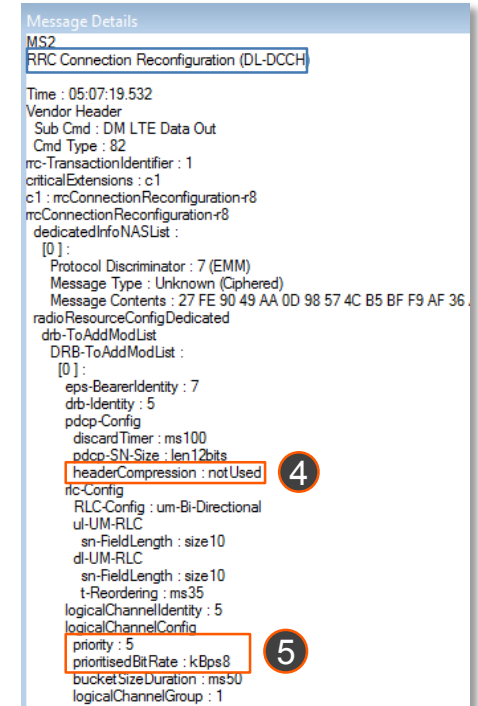 Message Details
MS2
RRC Connection Reconfiguration (DL-DCCH)
Time : 05:07:19.532
Vendor Header
Sub Cmd : DM LTE Data Out
Cmd Type : 82
rrc-TransactionIdentifier : 1
criticalExtensions : c1
c1 : rrcConnectionReconfiguration-r8
rrcConnectionReconfiguration-r8
dedicatedInfoNASList :
[0 ] :
Protocol Discriminator : 7 (EMM)
Message Type : Unknown (Ciphered)
Message Contents : 27 FE 90 49 AA 0D 98 57 4C B5 BF F9 AF 36
radioResourceConfigDedicated
drb-ToAddModList
DRB-ToAddModList :
[0 ] :
eps-BearerIdentity : 7
drb-Identity : 5
pdcp-Config
discardTimer : ms100
pdcp-SN-Size : len12bits
headerCompression : notUsed
4
rlc-Config
RLC-Config : um-Bi-Directional
ul-UM-RLC
sn-FieldLength : size10
dl-UM-RLC
sn-FieldLength : size10
t-Reordering : ms35
logicalChannelIdentity : 5
logicalChannelConfig
priority : 5
prioritisedBitRate : kBps8
5
bucketSizeDuration : ms50
logicalChannelGroup : 1